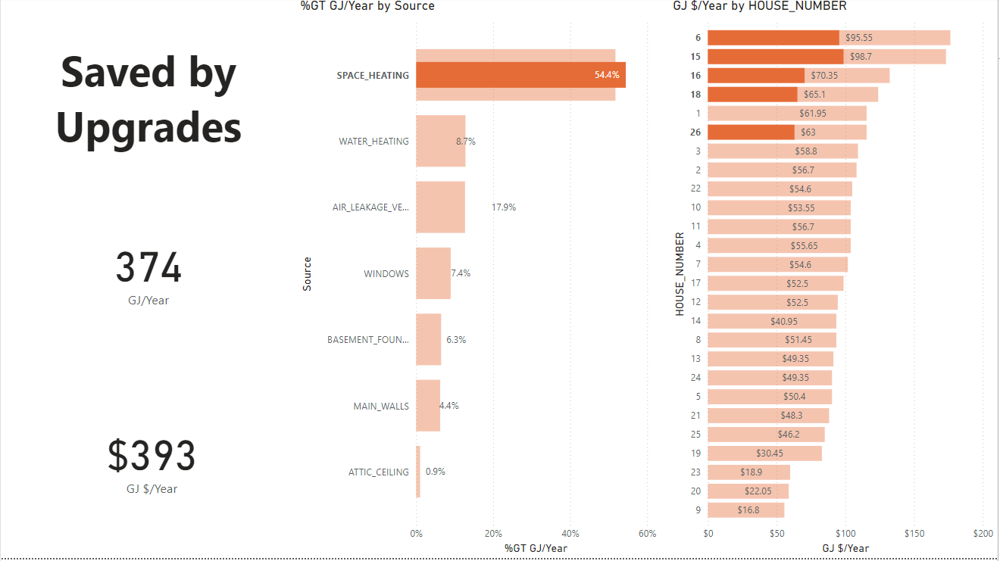 %GT GJ/Year by Source
GJ $/Year by HOUSE_NUMBER
Saved by
Upgrades
374
GJ/Year
$393
GJ $/Year
Source
SPACE_HEATING 54.4%
WATER_HEATING 8.7%
AIR_LEAKAGE_VE... 17.9%
WINDOWS 7.4%
BASEMENT_FOUN... 6.3%
MAIN_WALLS 4.4%
ATTIC_CEILING 0.9%
0% 20% 40% 60%
%GT GJ/Year
HOUSE_NUMBER
6 $95.55
15 $98.7
16 $70.35
18 $65.1
1 $61.95
26 $63
3 $58.8
2 $56.7
22 $54.6
10 $53.55
11 $56.7
4 $55.65
7 $54.6
17 $52.5
12 $52.5
14 $40.95
8 $51.45
13 $49.35
24 $49.35
5 $50.4
21 $48.3
25 $46.2
19 $30.45
23 $18.9
20 $22.05
9 $16.8
$0 $50 $100 $150 $200
GJ $/Year